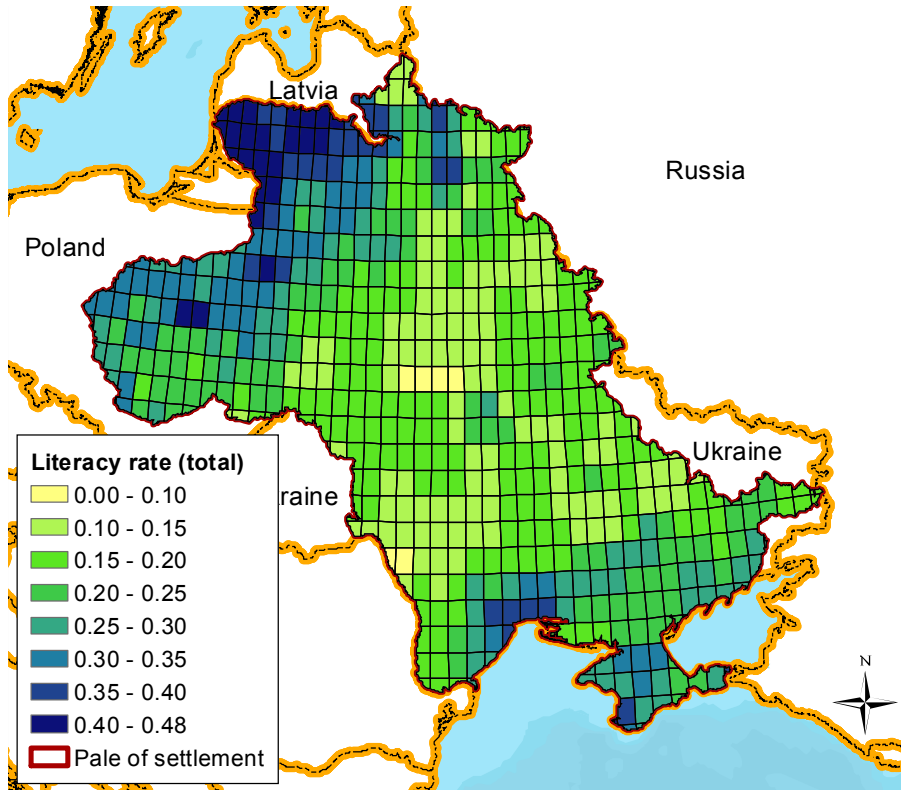 Latvia
Russia
Poland
Ukraine
raine
Literacy rate (total)
0.00 - 0.10
0.10 - 0.15
0.15 - 0.20
0.20 - 0.25
0.25 - 0.30
0.30 - 0.35
0.35 - 0.40
0.40 - 0.48
Pale of settlement
N